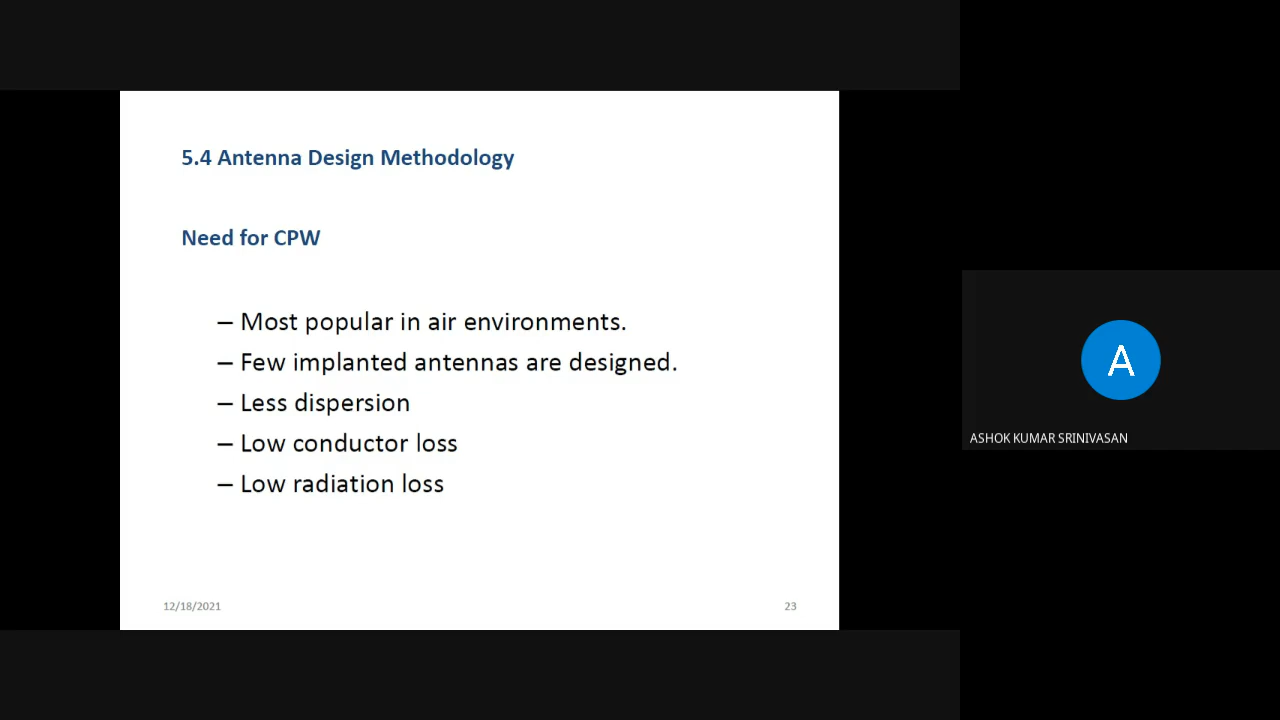 5.4 Antenna Design Methodology
Need for CPW
– Most popular in air environments.
– Few implanted antennas are designed.
– Less dispersion
– Low conductor loss
– Low radiation loss
12/18/2021
23
A
ASHOK KUMAR SRINIVASAN